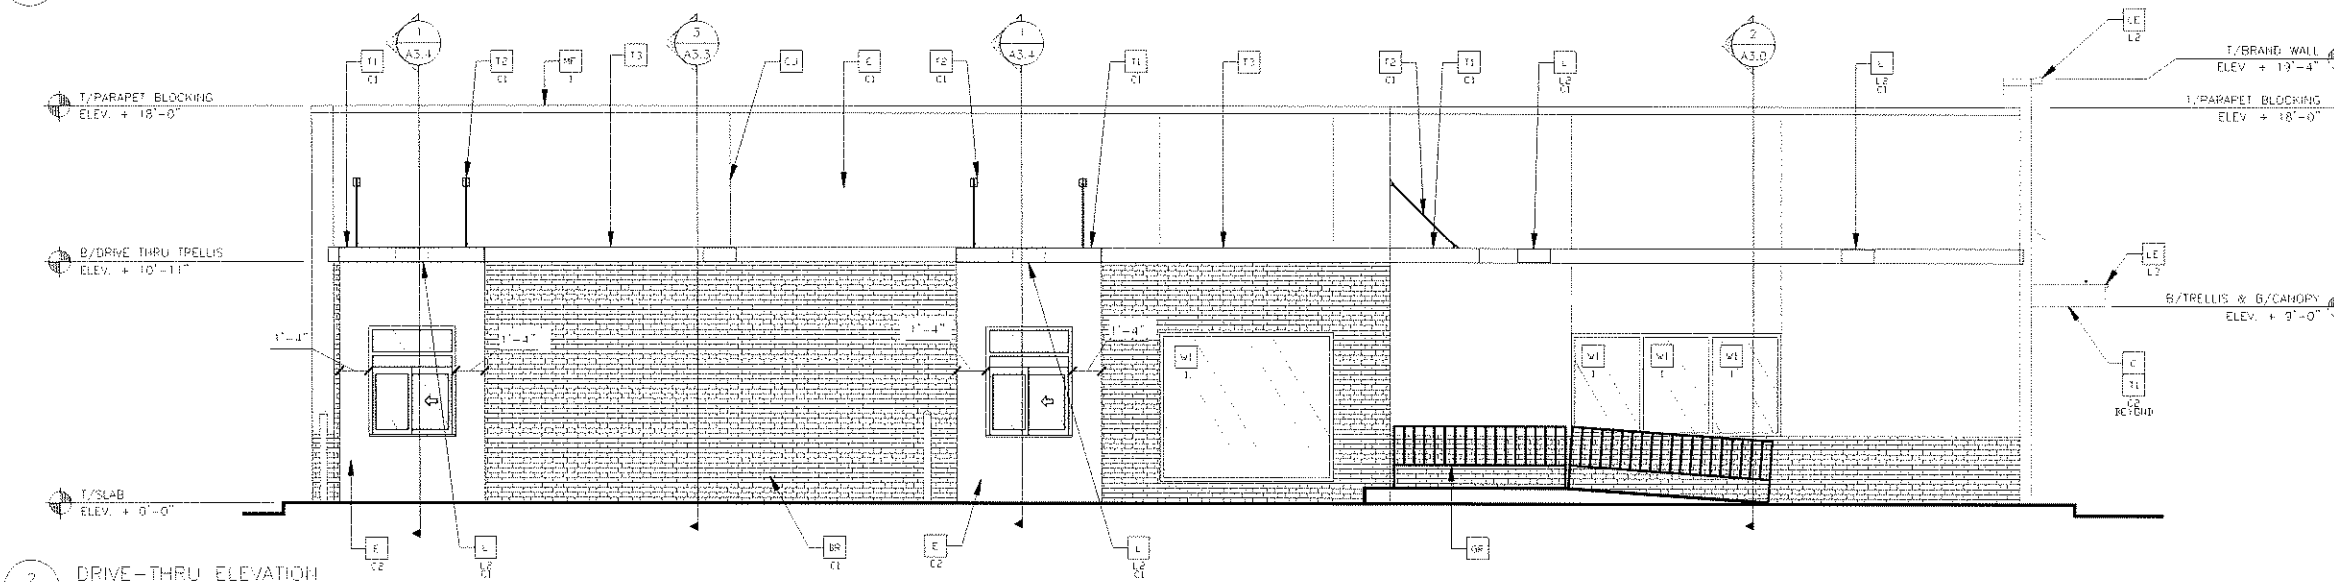 1
A3.4
3
A3.3
1
A3.4
2
A3.0
LE
L2
T1
C1
T2
C1
MF
1
T3
CJ
E
C1
T2
C1
T1
C1
T3
T2
C1
T1
C1
L
L2
C1
L
L2
C1
T/BRAND WALL
ELEV + 19'-4"
T/PARAPET BLOCKING
ELEV. + 18'-0"
T/PARAPET BLOCKING
ELEV + 18'-0"
B/DRIVE THRU TRELLIS
ELEV. + 10'-11"
LE
L2
B/TRELLIS & B/CANOPY
ELEV. + 9'-0"
1'-4"
1'-4"
1'-4"
1'-4"
W1
1
W1
1
W1
1
W1
1
C
T1
C2
BEYOND
T/SLAB
ELEV. + 0'-0"
E
C2
L
L2
C1
BR
C1
E
C2
L
L2
C1
GR
2
DRIVE-THRU ELEVATION